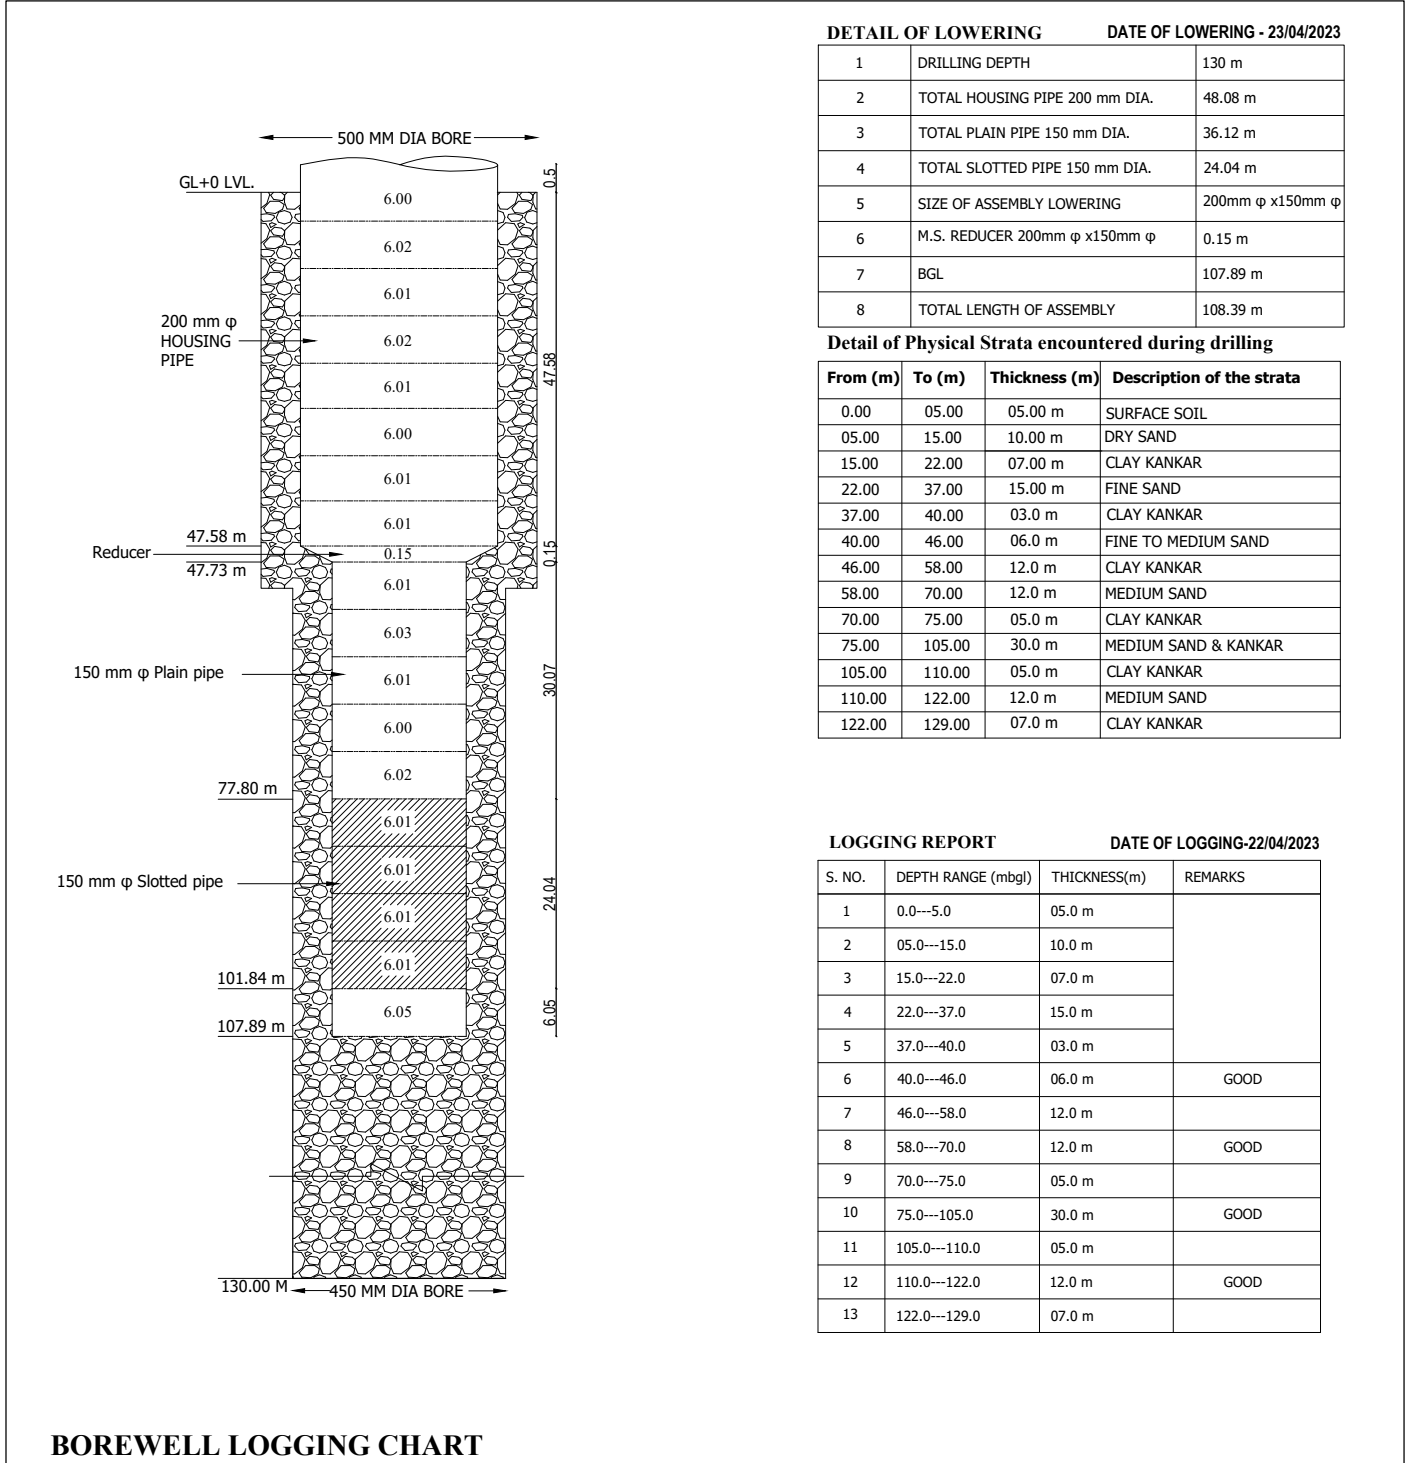 500 MM DIA BORE
GL+0 LVL.
0.5
6.00
6.02
6.01
200 mm φ
HOUSING
PIPE
6.02
47.58
6.01
6.00
6.01
6.01
47.58 m
Reducer
0.15
0.15
47.73 m
6.01
6.03
150 mm φ Plain pipe
6.01
30.07
6.00
6.02
77.80 m
6.01
6.01
150 mm φ Slotted pipe
24.04
6.01
6.01
101.84 m
6.05
6.05
107.89 m
130.00 M
450 MM DIA BORE
BOREWELL LOGGING CHART
DETAIL OF LOWERING DATE OF LOWERING - 23/04/2023
1 DRILLING DEPTH 130 m
2 TOTAL HOUSING PIPE 200 mm DIA. 48.08 m
3 TOTAL PLAIN PIPE 150 mm DIA. 36.12 m
4 TOTAL SLOTTED PIPE 150 mm DIA. 24.04 m
5 SIZE OF ASSEMBLY LOWERING 200mm φ x150mm φ
6 M.S. REDUCER 200mm φ x150mm φ 0.15 m
7 BGL 107.89 m
8 TOTAL LENGTH OF ASSEMBLY 108.39 m
Detail of Physical Strata encountered during drilling
From (m) To (m) Thickness (m) Description of the strata
0.00 05.00 05.00 m SURFACE SOIL
05.00 15.00 10.00 m DRY SAND
15.00 22.00 07.00 m CLAY KANKAR
22.00 37.00 15.00 m FINE SAND
37.00 40.00 03.0 m CLAY KANKAR
40.00 46.00 06.0 m FINE TO MEDIUM SAND
46.00 58.00 12.0 m CLAY KANKAR
58.00 70.00 12.0 m MEDIUM SAND
70.00 75.00 05.0 m CLAY KANKAR
75.00 105.00 30.0 m MEDIUM SAND & KANKAR
105.00 110.00 05.0 m CLAY KANKAR
110.00 122.00 12.0 m MEDIUM SAND
122.00 129.00 07.0 m CLAY KANKAR
LOGGING REPORT DATE OF LOGGING-22/04/2023
S. NO. DEPTH RANGE (mbgl) THICKNESS(m) REMARKS
1 0.0---5.0 05.0 m
2 05.0---15.0 10.0 m
3 15.0---22.0 07.0 m
4 22.0---37.0 15.0 m
5 37.0---40.0 03.0 m
6 40.0---46.0 06.0 m GOOD
7 46.0---58.0 12.0 m
8 58.0---70.0 12.0 m GOOD
9 70.0---75.0 05.0 m
10 75.0---105.0 30.0 m GOOD
11 105.0---110.0 05.0 m
12 110.0---122.0 12.0 m GOOD
13 122.0---129.0 07.0 m